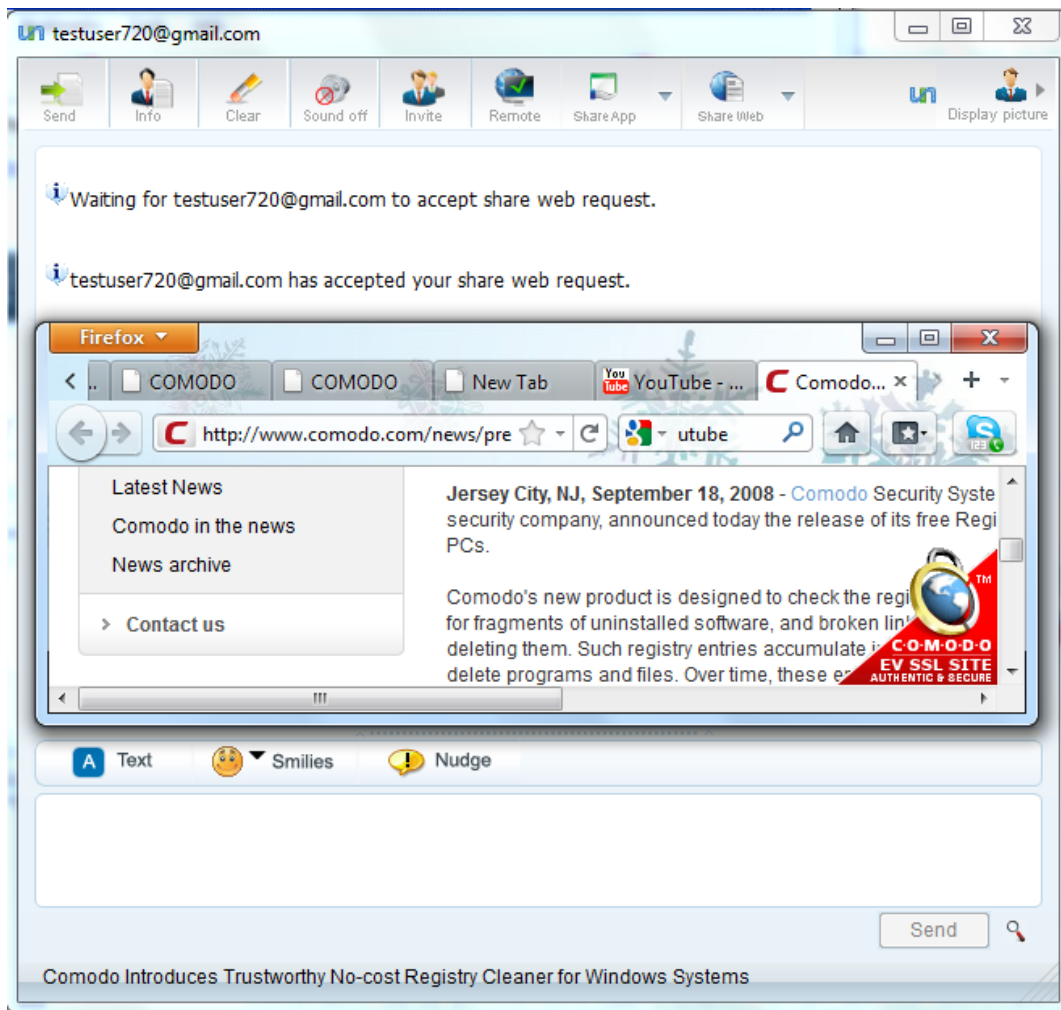 un testuser720@gmail.com
Send Info Clear Sound off Invite Remote Share App Share Web un Display picture
Waiting for testuser720@gmail.com to accept share web request.
testuser720@gmail.com has accepted your share web request.
Firefox
.. COMODO COMODO New Tab You Tube YouTube - ... C Comodo...
C http://www.comodo.com/news/pre utube S 123
Latest News
Comodo in the news
News archive
> Contact us
Jersey City, NJ, September 18, 2008 - Comodo Security Syste
security company, announced today the release of its free Regi
PCs.
Comodo's new product is designed to check the regi
for fragments of uninstalled software, and broken lin
deleting them. Such registry entries accumulate i
delete programs and files. Over time, these e
TM
C·O·M·O·D·O
EV SSL SITE
AUTHENTIC & SECURE
A Text Smilies Nudge
Send
Comodo Introduces Trustworthy No-cost Registry Cleaner for Windows Systems